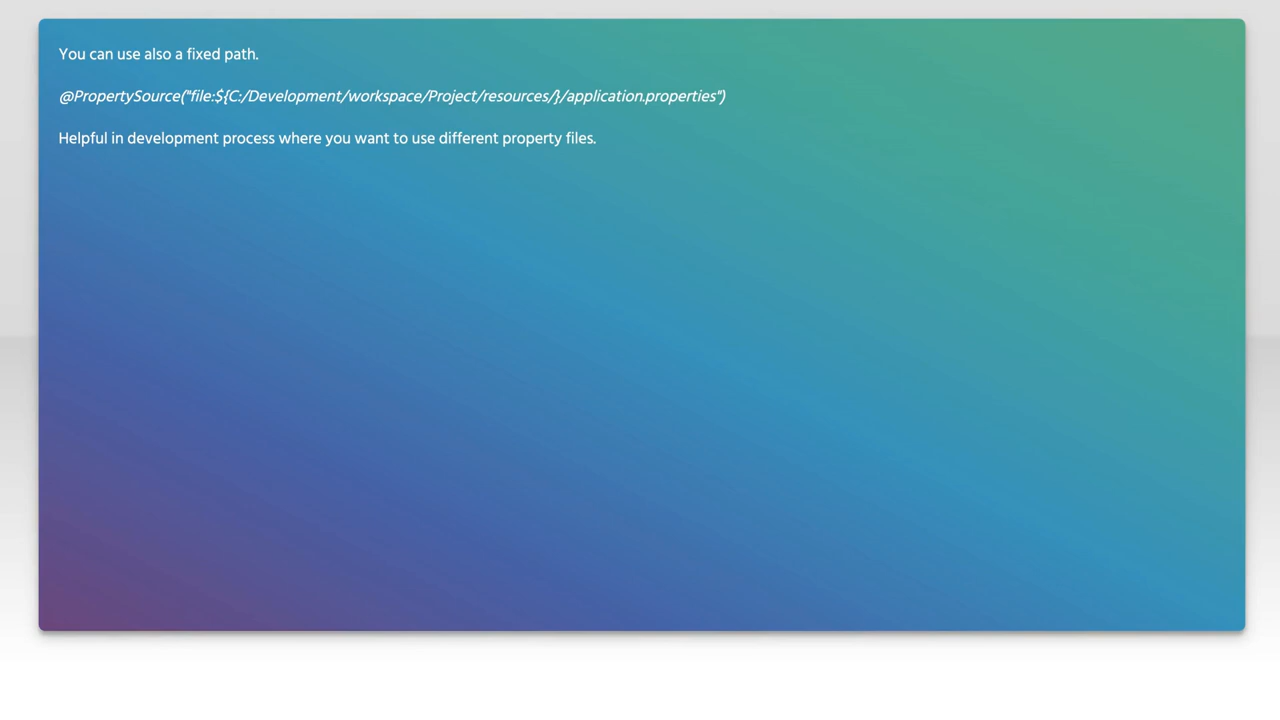 You can use also a fixed path.
@PropertySource("file:${C:/Development/workspace/Project/resources/}/application.properties")
Helpful in development process where you want to use different property files.